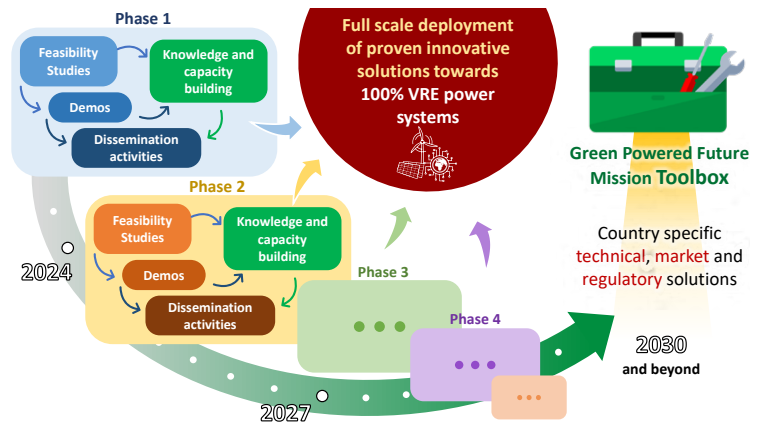 Phase 1
Feasibility
Studies
Knowledge and
capacity
building
Demos
Dissemination
activities
Full scale deployment
of proven innovative
solutions towards
100% VRE power
systems
Green Powered Future
Mission Toolbox
Phase 2
Feasibility
Studies
Knowledge and
capacity
building
Demos
Dissemination
activities
2024
Phase 3
Phase 4
Country specific
technical, market and
regulatory solutions
2027
2030
and beyond